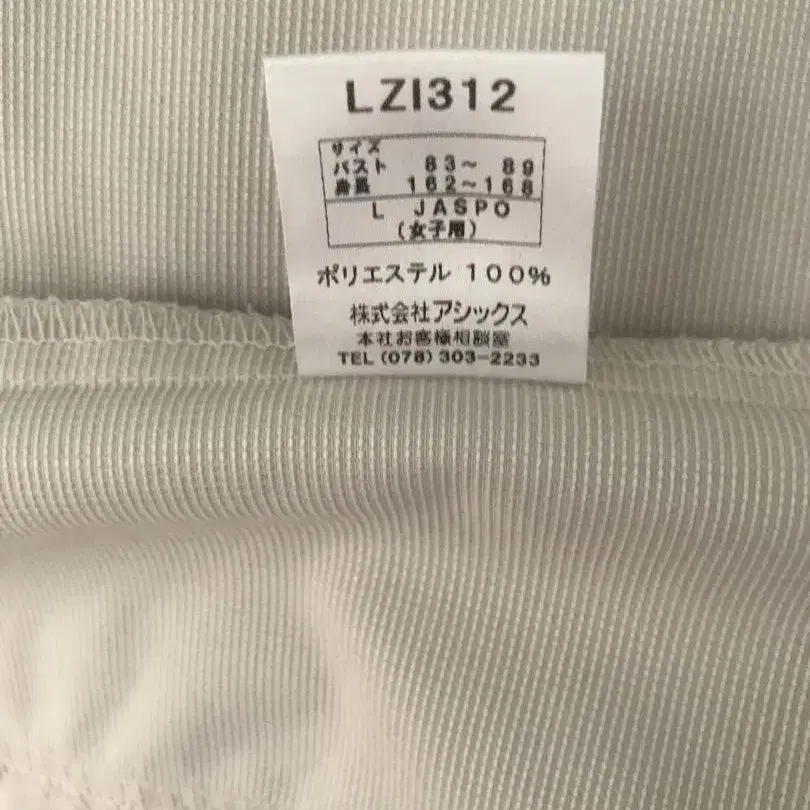 LZI312
サイズ
バスト 83～ 89
身長 162～168
L JASPO
(女子用)
ポリエステル 100%
株式会社アシックス
本社お客様相談室
TEL(078)303-2233